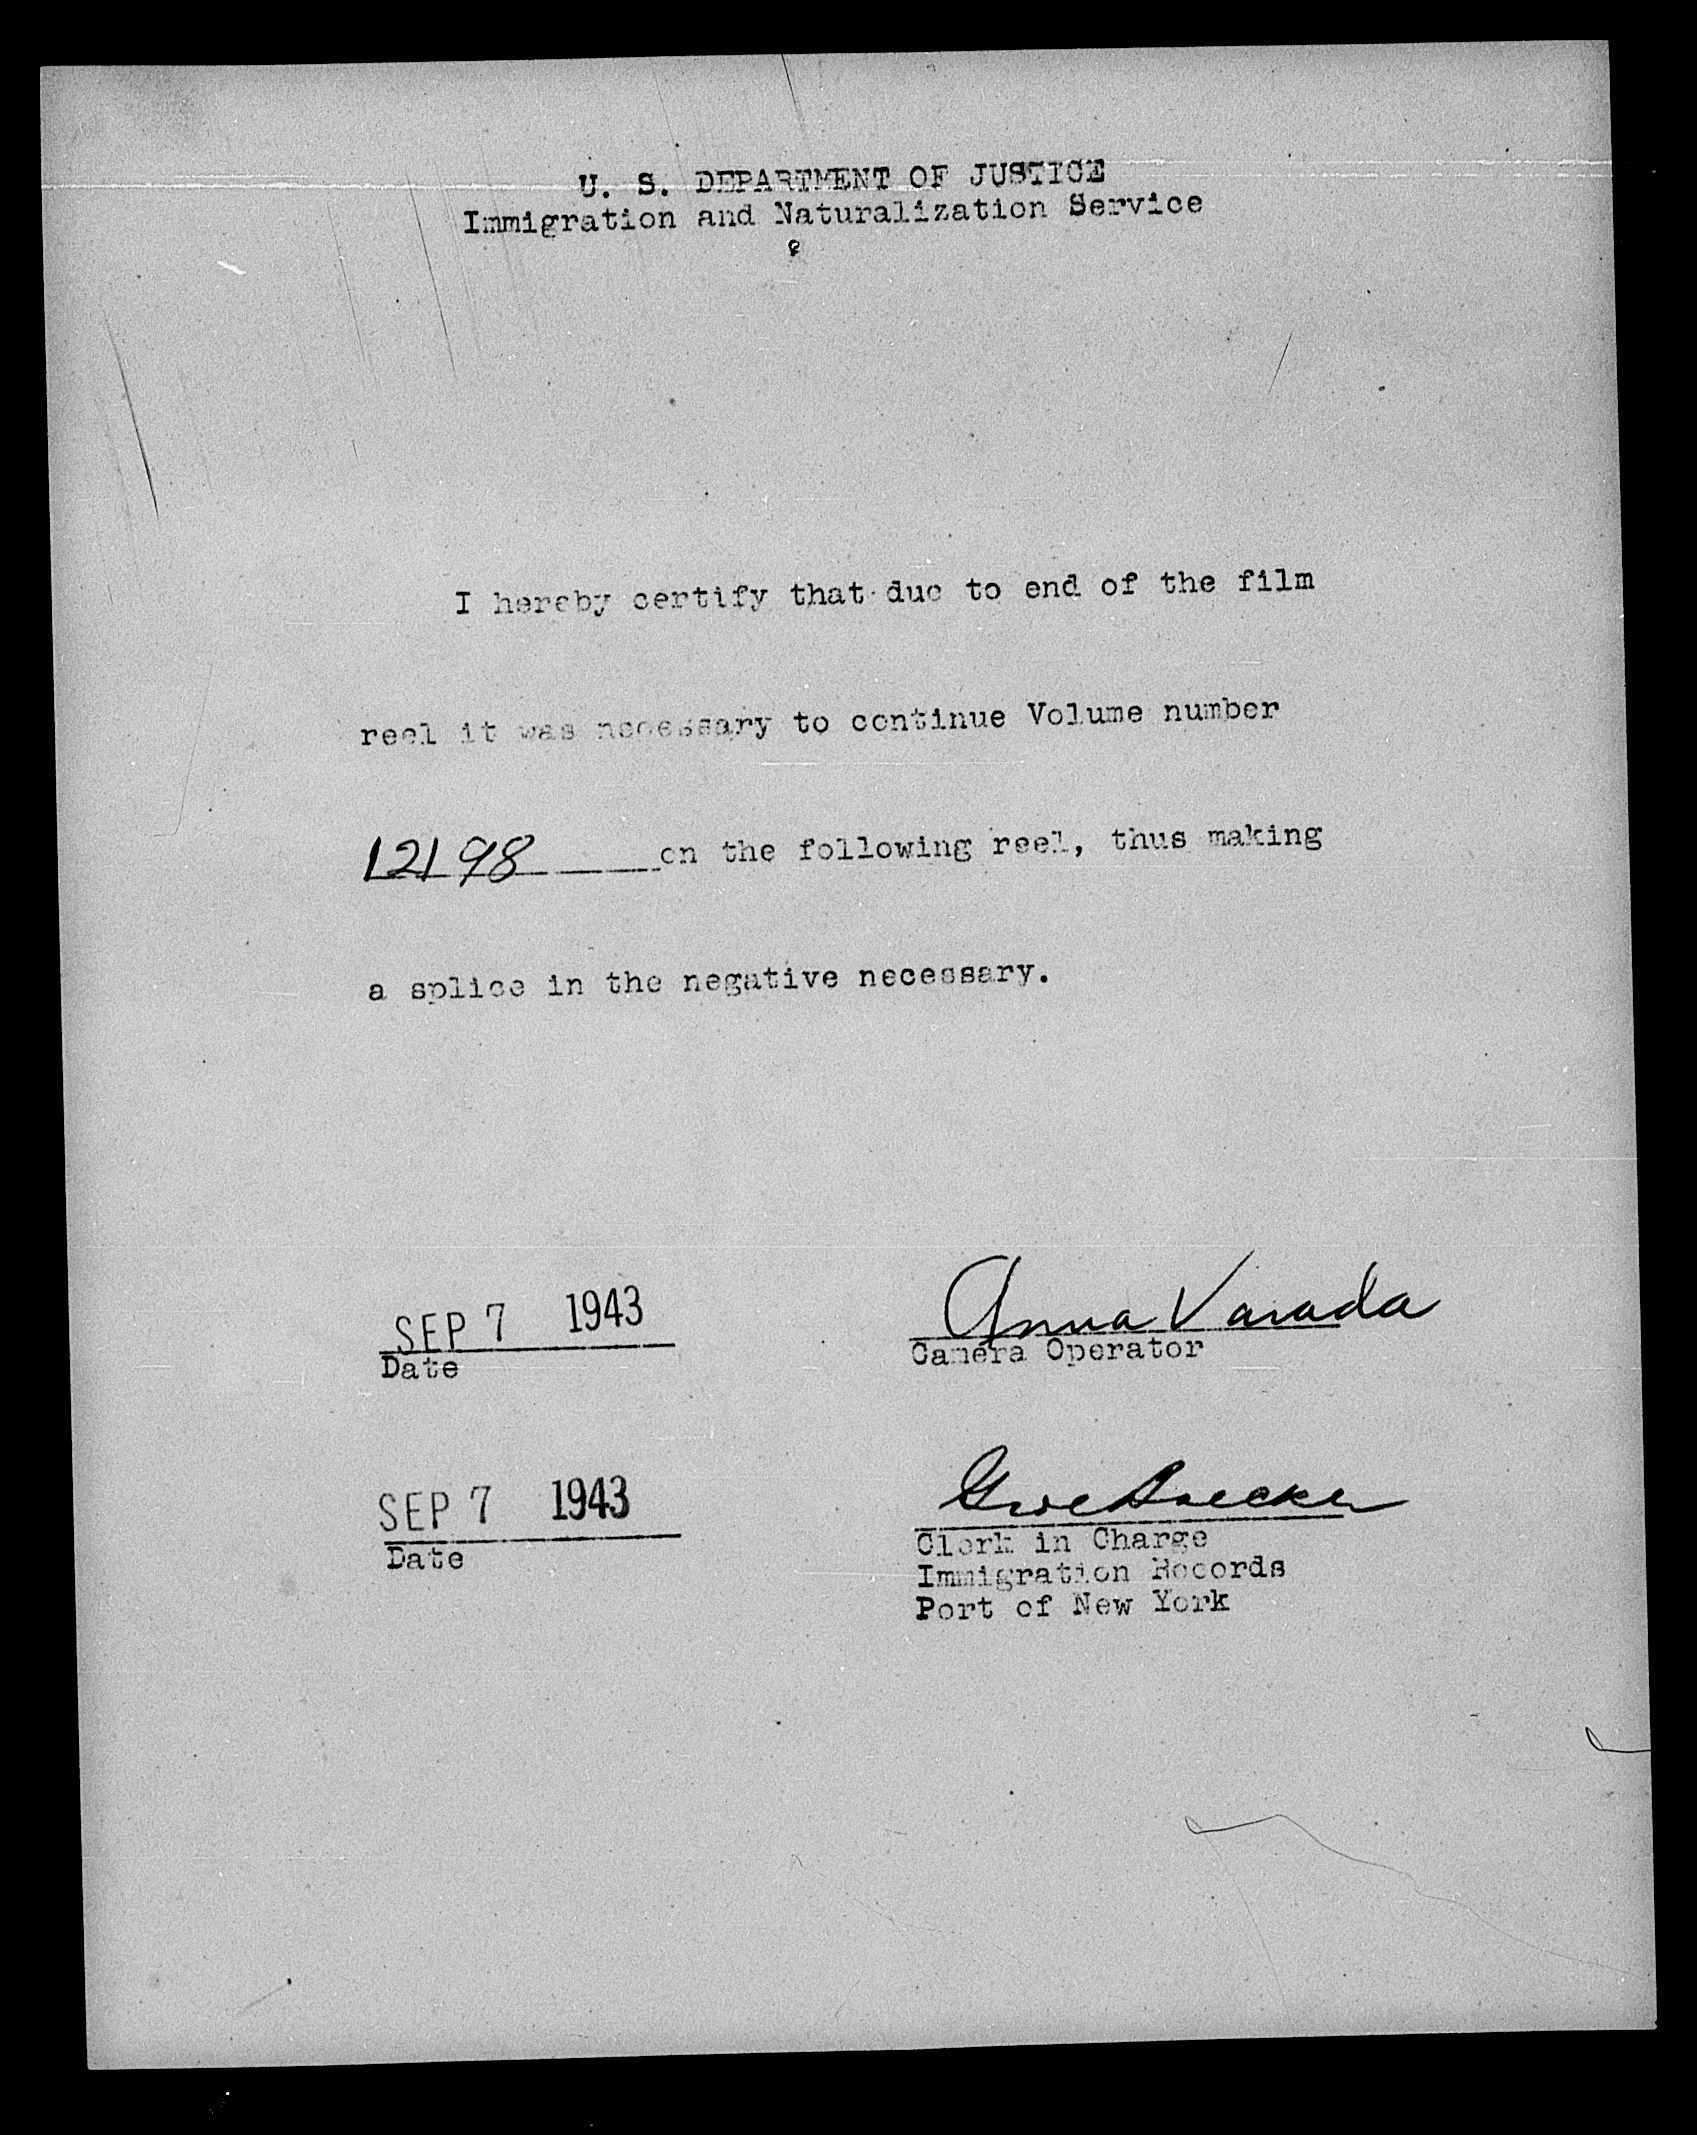 U. S. DEPARTMENT OF JUSTICE
Immigration and Naturalization Service
I hereby certify that due to end of the film
reel it was necessary to continue Volume number
12198 on the following reel, thus making
a splice in the negative necessary.
SEP 7 1943
Anna Varada
Date
Camera Operator
SEP 7 1943
Date
Clerk in Charge
Immigration Records
Port of New York